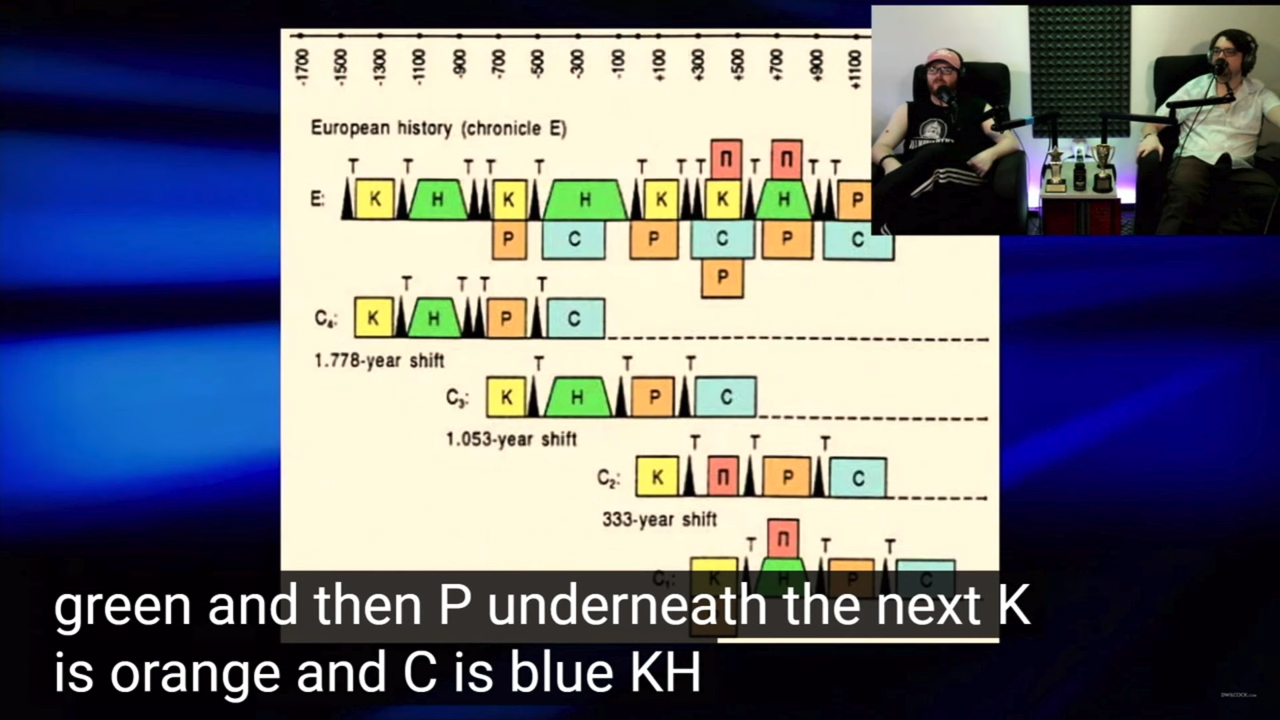 -1700 -1500 -1300 -1100 -900 -700 -500 -300 -100 +100 +300 +500 +700 +900 +1100
European history (chronicle E)
П П
T T T T T T T T T T T
E: K H K H K K H P
P C P C P C
P
T T T T
C₄: K H P C
1.778-year shift
T T T
C₃: K H P C
1.053-year shift
T T T
C₂: K П P C
333-year shift
П
T T T
C₁: K H P C
green and then P underneath the next K
is orange and C is blue KH